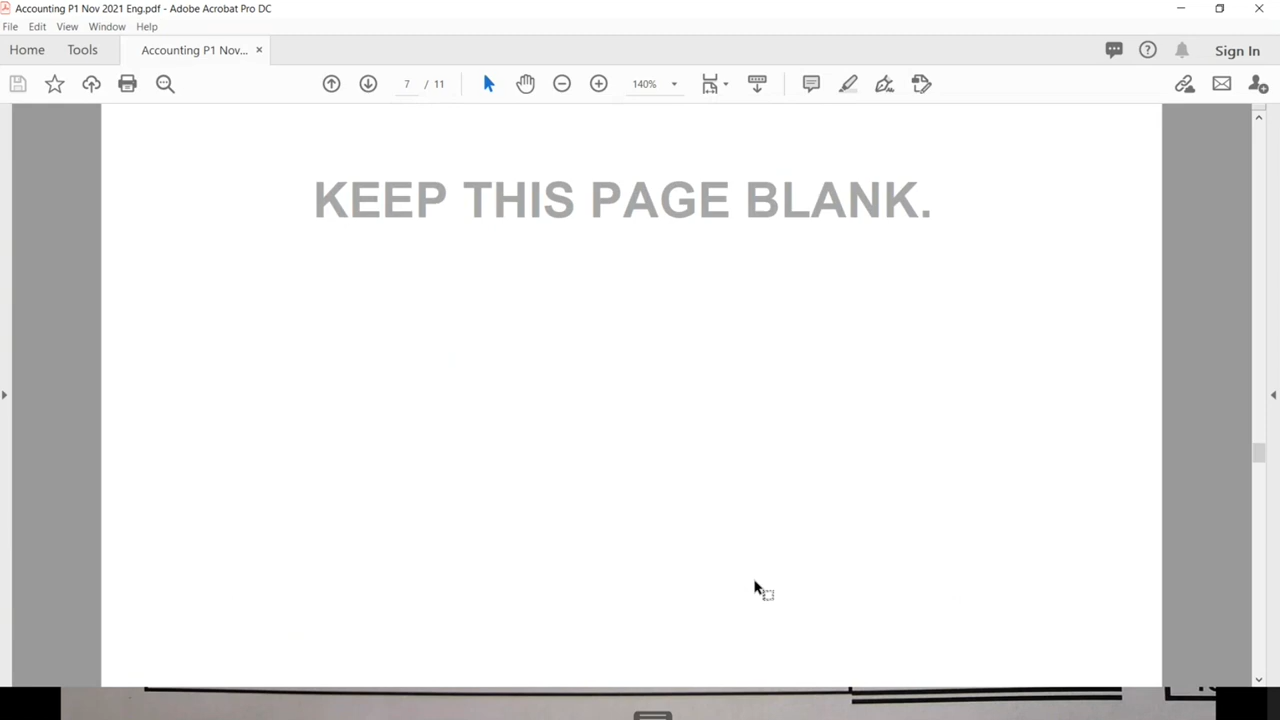 Accounting P1 Nov 2021 Eng.pdf - Adobe Acrobat Pro DC
File Edit View Window Help
Home Tools Accounting P1 Nov... × Sign In
7 / 11 140%
KEEP THIS PAGE BLANK.